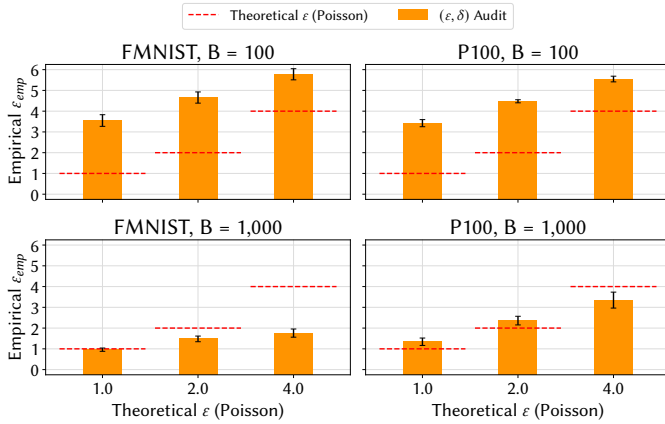 Theoretical ε (Poisson)
(ε, δ) Audit
FMNIST, B = 100
P100, B = 100
Empirical ε_emp
6
5
4
3
2
1
0
FMNIST, B = 1,000
P100, B = 1,000
Empirical ε_emp
6
5
4
3
2
1
0
1.0 2.0 4.0
1.0 2.0 4.0
Theoretical ε (Poisson)
Theoretical ε (Poisson)